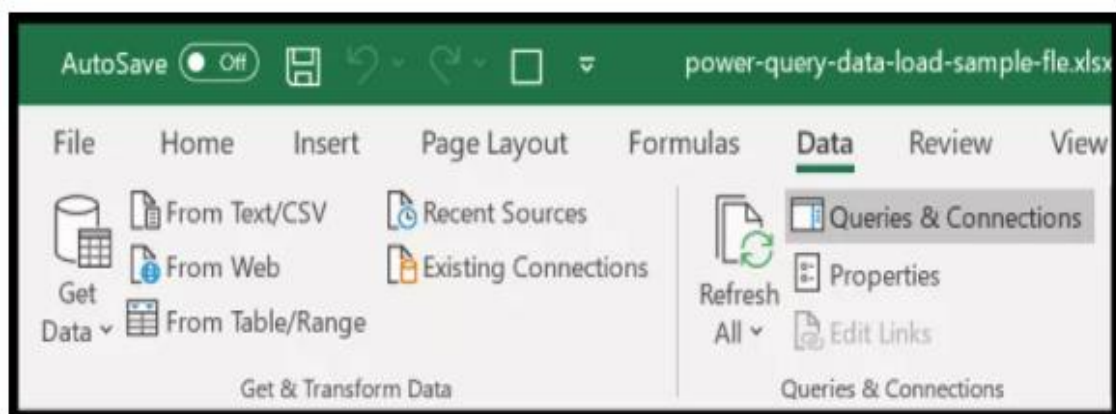 AutoSave Off power-query-data-load-sample-fle.xlsx
File Home Insert Page Layout Formulas Data Review View
From Text/CSV Recent Sources Queries & Connections
From Web Existing Connections Properties
Get Data From Table/Range Refresh All Edit Links
Get & Transform Data Queries & Connections